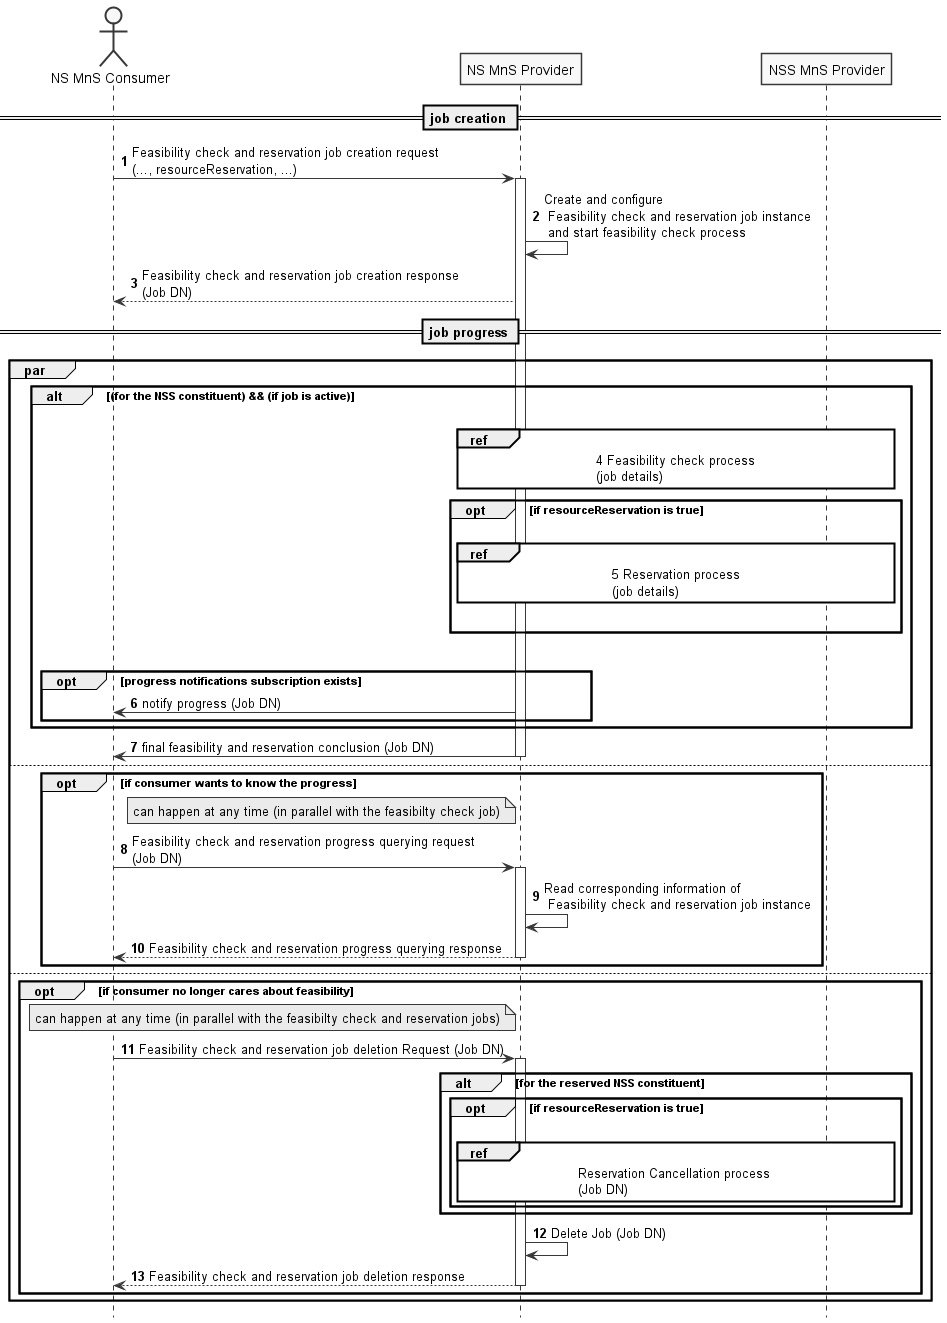 NS MnS Consumer
NS MnS Provider
NSS MnS Provider
job creation
1 Feasibility check and reservation job creation request
(..., resourceReservation, ...)
Create and configure
2 Feasibility check and reservation job instance
and start feasibility check process
3 Feasibility check and reservation job creation response
(Job DN)
job progress
par
alt [(for the NSS constituent) && (if job is active)]
ref
4 Feasibility check process
(job details)
opt [if resourceReservation is true]
ref
5 Reservation process
(job details)
opt [progress notifications subscription exists]
6 notify progress (Job DN)
7 final feasibility and reservation conclusion (Job DN)
opt [if consumer wants to know the progress]
can happen at any time (in parallel with the feasibilty check job)
8 Feasibility check and reservation progress querying request
(Job DN)
9 Read corresponding information of
Feasibility check and reservation job instance
10 Feasibility check and reservation progress querying response
opt [if consumer no longer cares about feasibility]
can happen at any time (in parallel with the feasibilty check and reservation jobs)
11 Feasibility check and reservation job deletion Request (Job DN)
alt [for the reserved NSS constituent]
opt [if resourceReservation is true]
ref
Reservation Cancellation process
(Job DN)
12 Delete Job (Job DN)
13 Feasibility check and reservation job deletion response